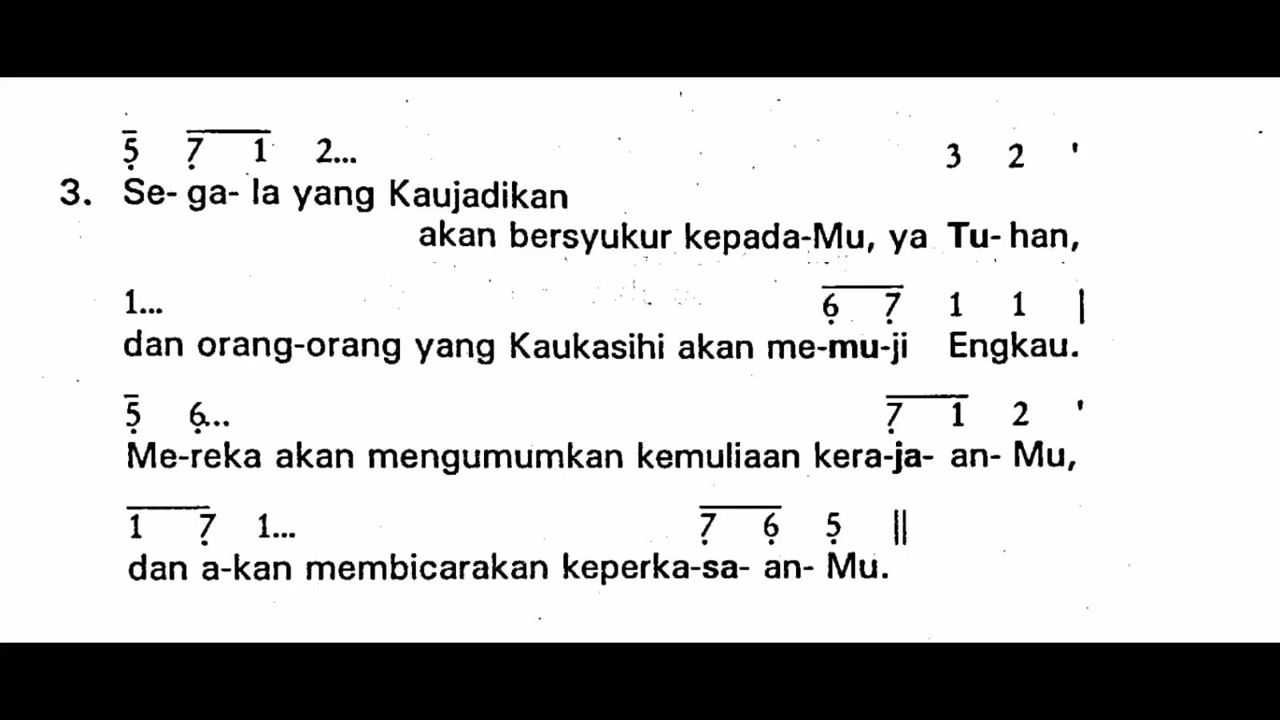 5̣ 7̣ 1 2... 3 2 '
3. Se- ga- la yang Kaujadikan
akan bersyukur kepada-Mu, ya Tu- han,
1... 6̣ 7̣ 1 1 |
dan orang-orang yang Kaukasihi akan me-mu-ji Engkau.
5̣ 6̣... 7̣ 1 2 '
Me-reka akan mengumumkan kemuliaan kera-ja- an- Mu,
1 7̣ 1... 7̣ 6̣ 5̣ ||
dan a-kan membicarakan keperka-sa- an- Mu.